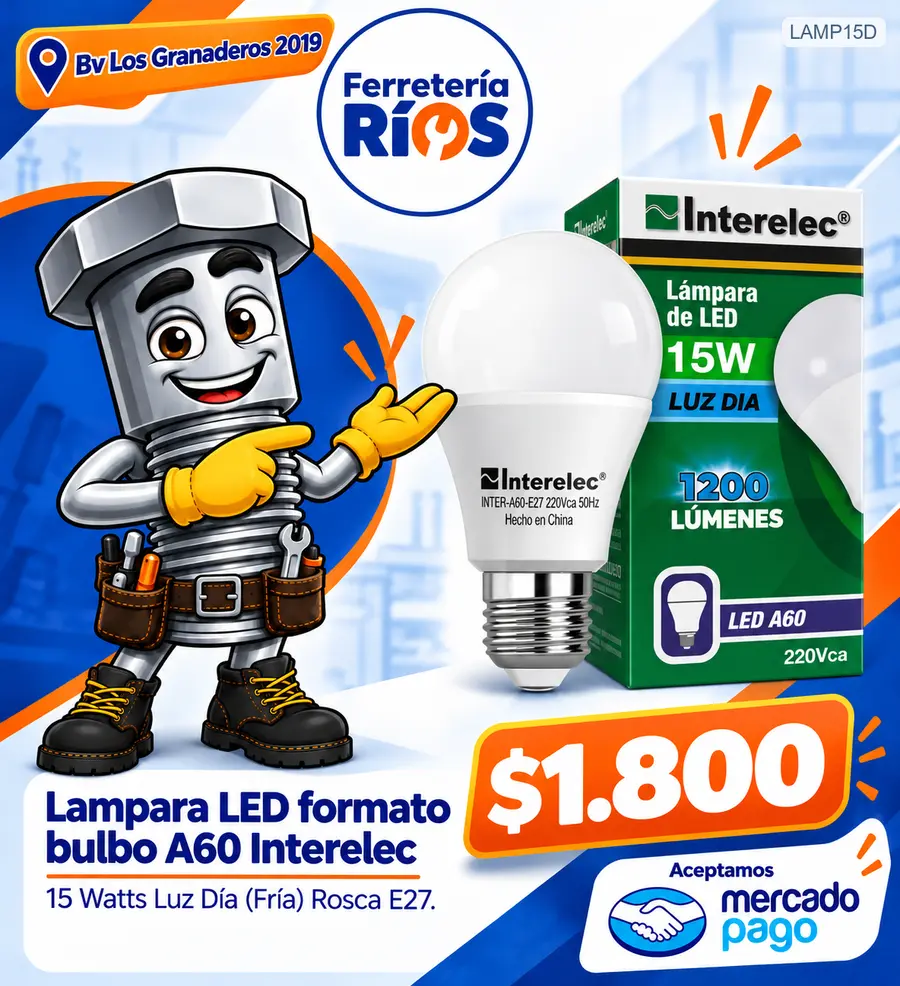 Bv Los Granaderos 2019
Ferretería
RÍOS
LAMP15D
Interelec
Interelec®
Lámpara
de LED
15W
LUZ DIA
1200
LÚMENES
LED A60
220Vca
Interelec®
INTER-A60-E27 220Vca 50Hz
Hecho en China
$1.800
Lampara LED formato
bulbo A60 Interelec
15 Watts Luz Día (Fría) Rosca E27.
Aceptamos
mercado
pago